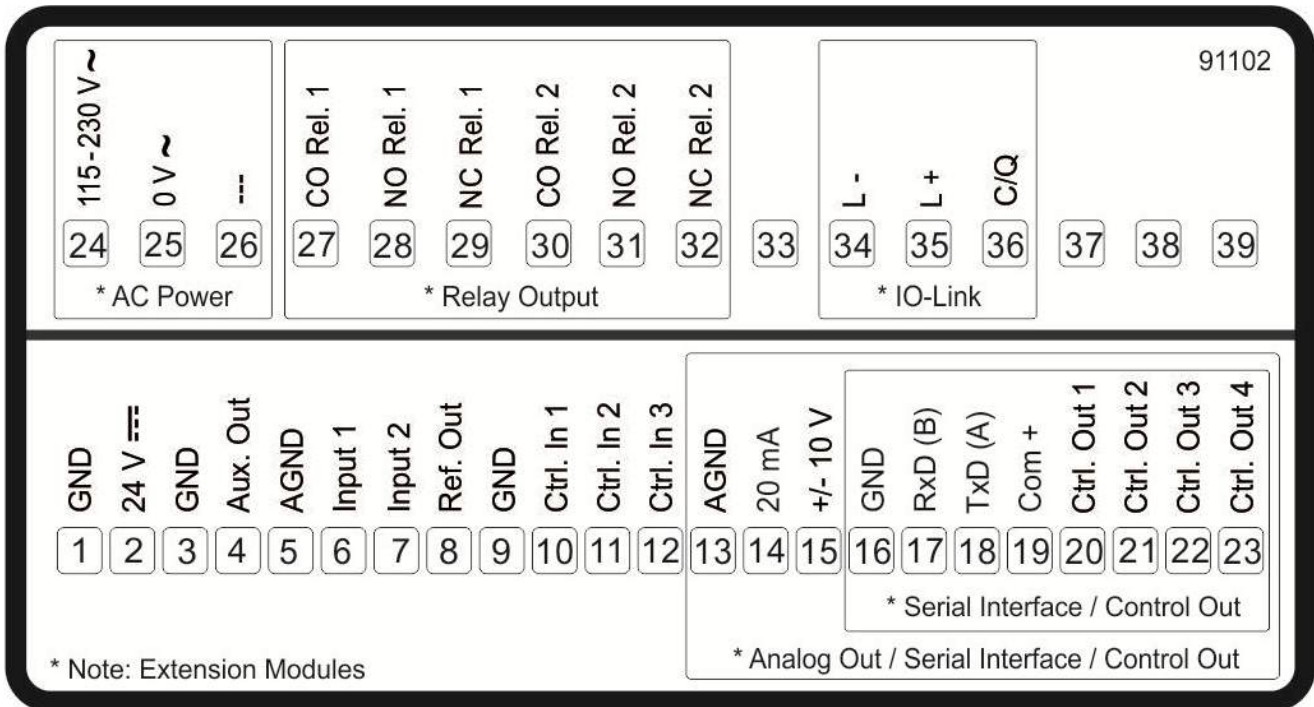 91102
115-230 V ~
0 V ~
---
CO Rel. 1
NO Rel. 1
NC Rel. 1
CO Rel. 2
NO Rel. 2
NC Rel. 2
L -
L +
C/Q
24 25 26 27 28 29 30 31 32 33 34 35 36 37 38 39
* AC Power
* Relay Output
* IO-Link
GND
24 V ⎓
GND
Aux. Out
AGND
Input 1
Input 2
Ref. Out
GND
Ctrl. In 1
Ctrl. In 2
Ctrl. In 3
AGND
20 mA
+/- 10 V
GND
RxD (B)
TxD (A)
Com +
Ctrl. Out 1
Ctrl. Out 2
Ctrl. Out 3
Ctrl. Out 4
1 2 3 4 5 6 7 8 9 10 11 12 13 14 15 16 17 18 19 20 21 22 23
* Serial Interface / Control Out
* Note: Extension Modules
* Analog Out / Serial Interface / Control Out